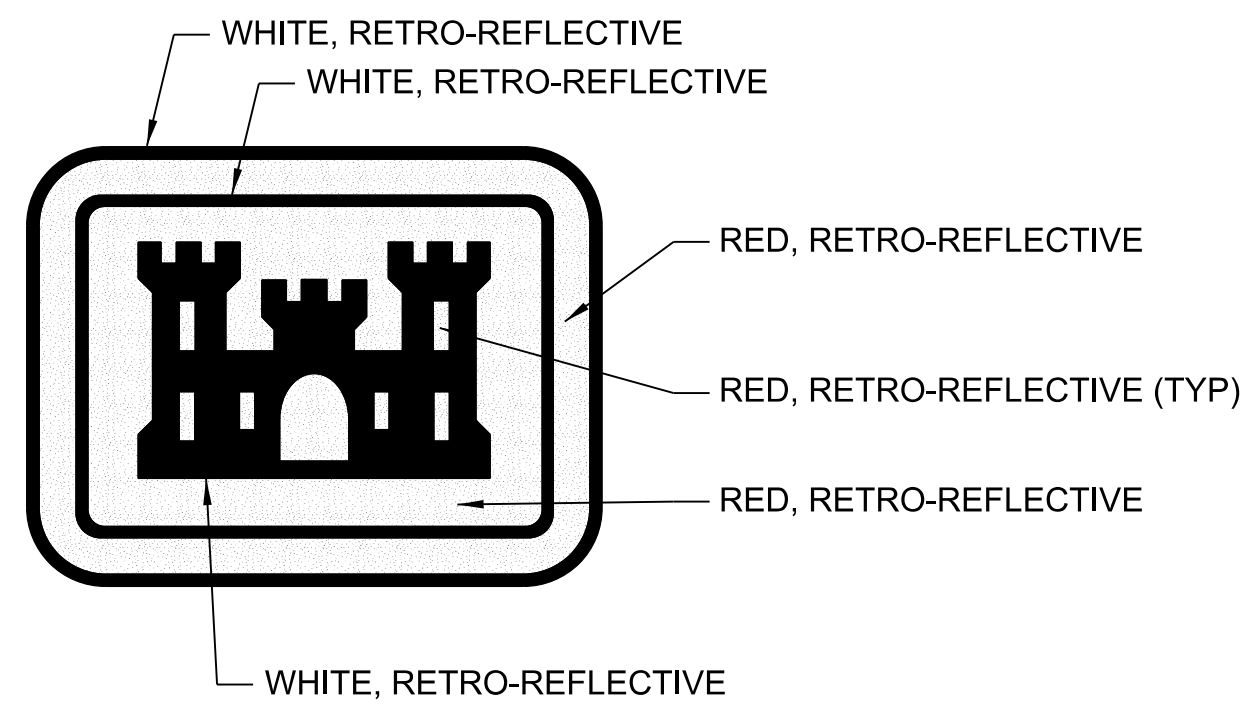 WHITE, RETRO-REFLECTIVE
WHITE, RETRO-REFLECTIVE
RED, RETRO-REFLECTIVE
RED, RETRO-REFLECTIVE (TYP)
RED, RETRO-REFLECTIVE
WHITE, RETRO-REFLECTIVE